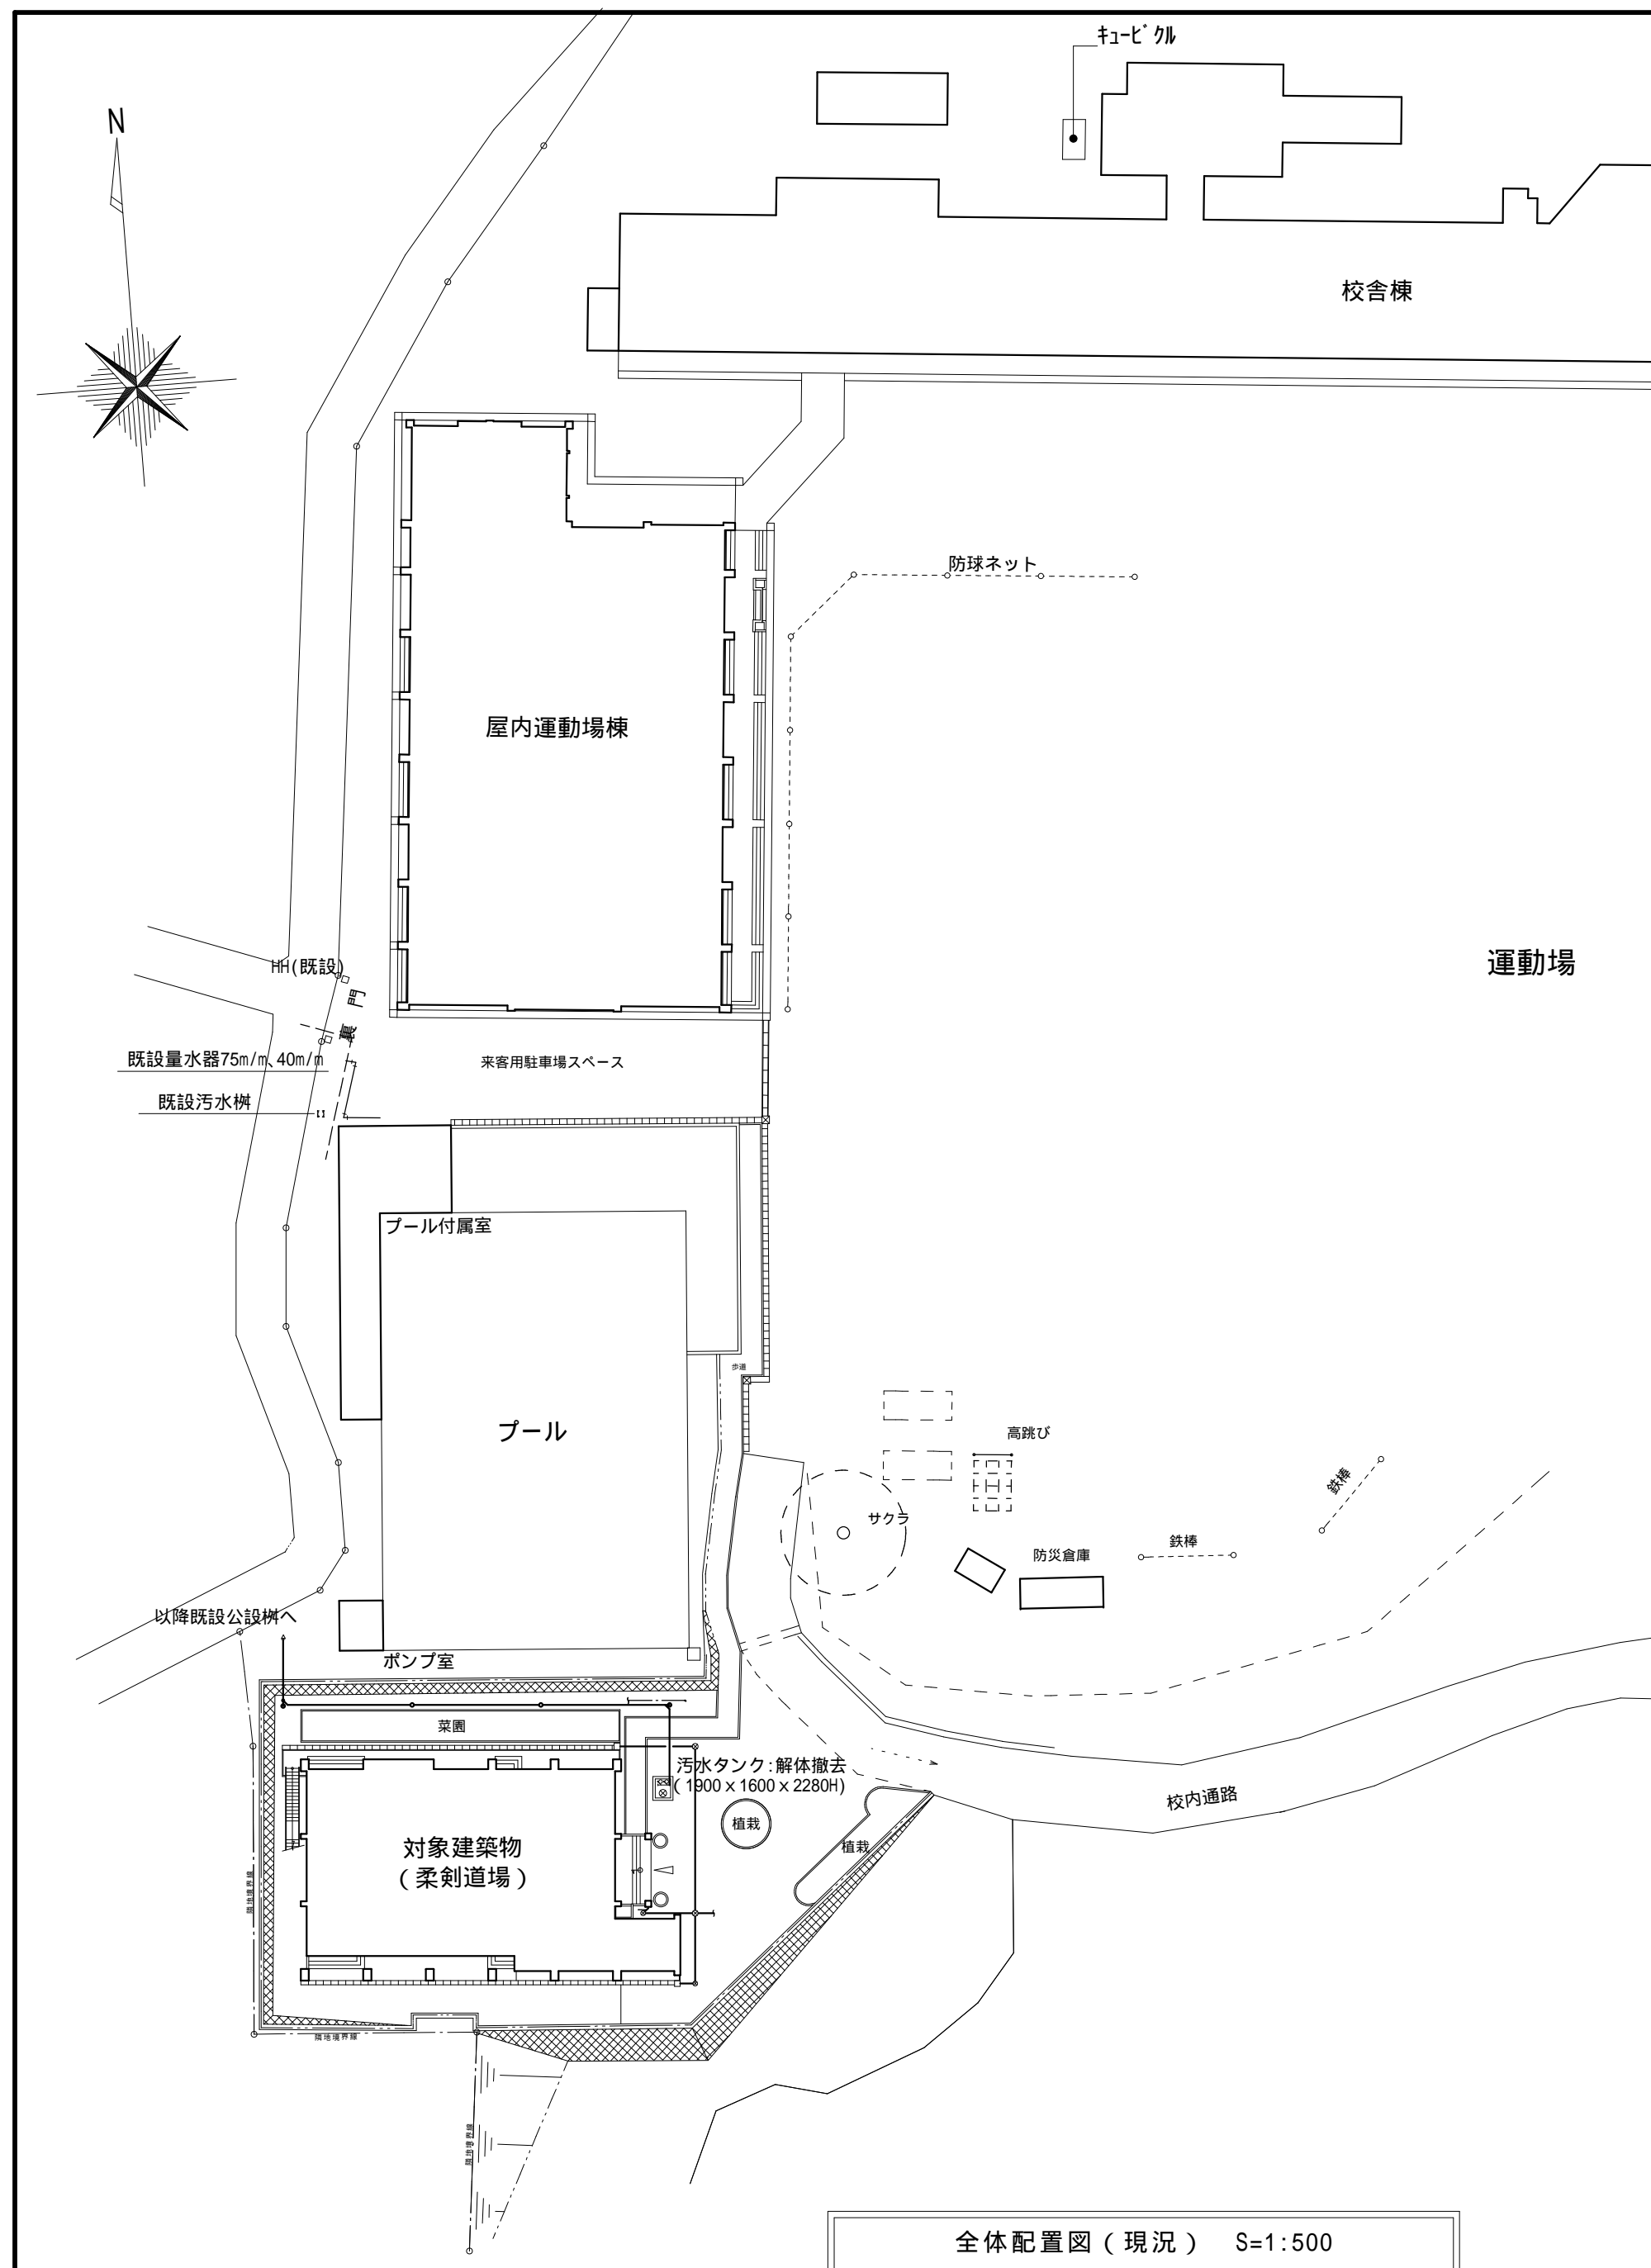 キュービクル
N
校舎棟
防球ネット
屋内運動場棟
運動場
HH(既設)
裏門
既設量水器75m/m、40m/m
来客用駐車場スペース
既設汚水桝
プール付属室
歩道
プール
高跳び
鉄棒
サクラ
鉄棒
防災倉庫
以降既設公設桝へ
ポンプ室
菜園
汚水タンク:解体撤去
(1900x1600x2280H)
校内通路
植栽
植栽
対象建築物
(柔剣道場)
隣地境界線
隣地境界線
隣地境界線
全体配置図(現況) S=1:500